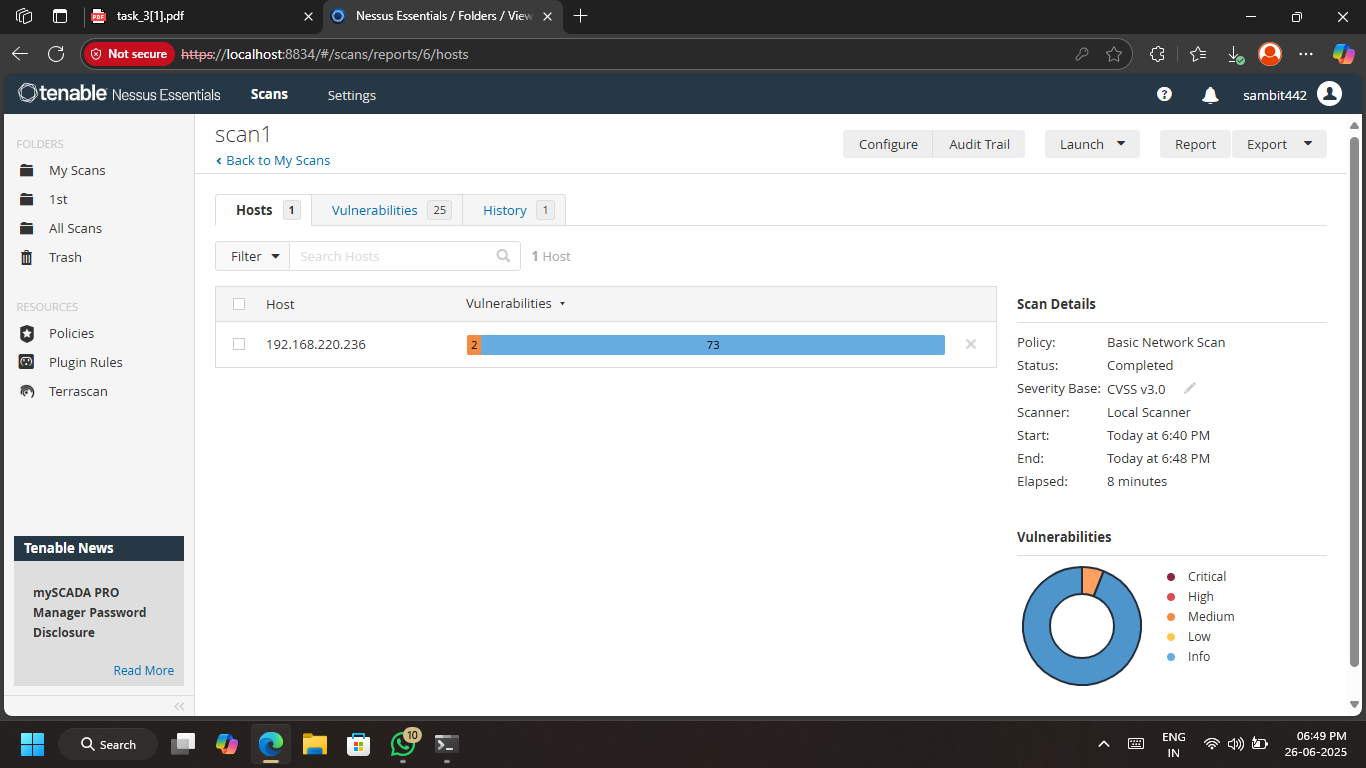 task_3[1].pdf
Nessus Essentials / Folders / View
Not secure https://localhost:8834/#/scans/reports/6/hosts
tenable Nessus Essentials Scans Settings sambit442
FOLDERS
My Scans
1st
All Scans
Trash
RESOURCES
Policies
Plugin Rules
Terrascan
Tenable News
mySCADA PRO
Manager Password
Disclosure
Read More
scan1
Back to My Scans
Configure Audit Trail Launch Report Export
Hosts 1 Vulnerabilities 25 History 1
Filter Search Hosts 1 Host
Host Vulnerabilities
192.168.220.236 2 73
Scan Details
Policy: Basic Network Scan
Status: Completed
Severity Base: CVSS v3.0
Scanner: Local Scanner
Start: Today at 6:40 PM
End: Today at 6:48 PM
Elapsed: 8 minutes
Vulnerabilities
Critical
High
Medium
Low
Info
Search
10
ENG
IN
06:49 PM
26-06-2025